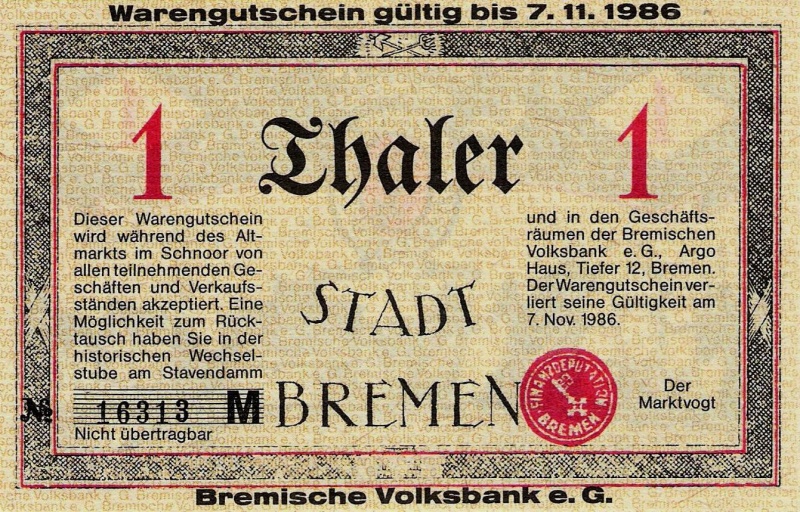 Warengutschein gültig bis 7. 11. 1986
1 Thaler 1
Dieser Warengutschein
wird während des Alt-
markts im Schnoor von
allen teilnehmenden Ge-
schäften und Verkaufs-
ständen akzeptiert. Eine
Möglichkeit zum Rück-
tausch haben Sie in der
historischen Wechsel-
stube am Stavendamm
und in den Geschäfts-
räumen der Bremischen
Volksbank e. G., Argo
Haus, Tiefer 12, Bremen.
Der Warengutschein ver-
liert seine Gültigkeit am
7. Nov. 1986.
STADT
BREMEN
№ 16313 M
Nicht übertragbar
FINANZDEPUTATION
BREMEN
Der
Marktvogt
Bremische Volksbank e. G.